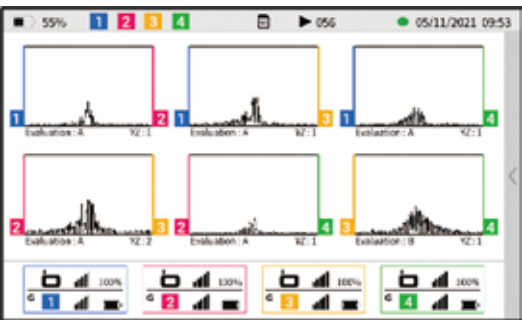 55% 1 2 3 4 056 05/11/2021 09:53
1 2 1 3 1 4
Evaluation: A YZ: 1 Evaluation: A YZ: 1 Evaluation: A YZ: 1
2 3 2 4 3 4
Evaluation: A YZ: 2 Evaluation: A YZ: 1 Evaluation: B YZ: 1
100% 100% 100% 100%
G 1 G 2 G 3 G 4